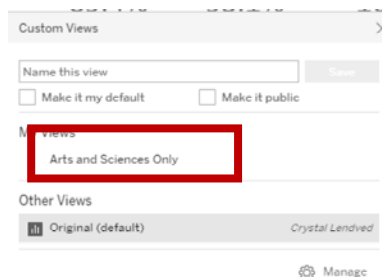 Custom Views
Name this view
Save
Make it my default
Make it public
Views
Arts and Sciences Only
Other Views
Original (default)
Crystal Lendved
Manage